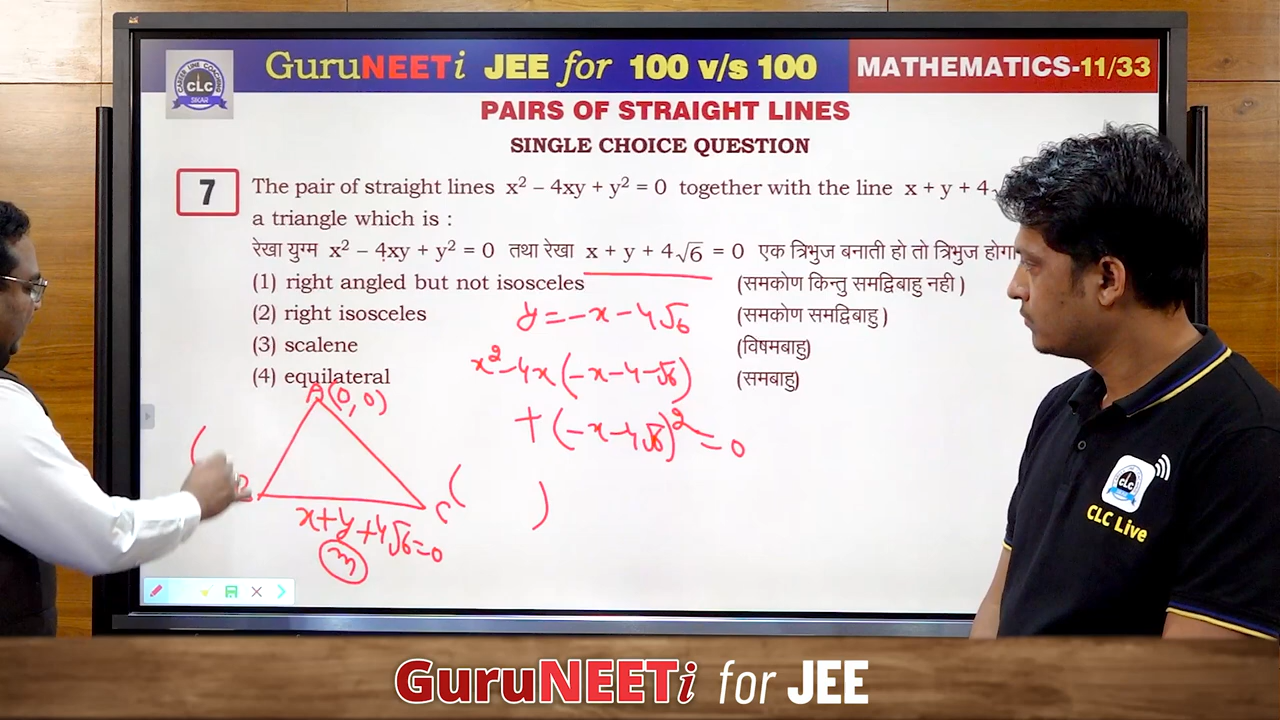 GuruNEETi JEE for 100 v/s 100
MATHEMATICS-11/33
CLC
SIKAR
PAIRS OF STRAIGHT LINES
SINGLE CHOICE QUESTION
7
The pair of straight lines x² – 4xy + y² = 0 together with the line x + y + 4
a triangle which is :
रेखा युग्म x² – 4xy + y² = 0 तथा रेखा x + y + 4√6 = 0 एक त्रिभुज बनाती हो तो त्रिभुज होगा
(1) right angled but not isosceles (समकोण किन्तु समद्विबाहु नही )
(2) right isosceles (समकोण समद्विबाहु )
(3) scalene (विषमबाहु)
(4) equilateral (समबाहु)
y = -x - 4√6
x² - 4x(-x - 4 - √6)
+ (-x - 4√6)² = 0
A(0,0)
( B
C( )
x + y + 4√6 = 0
m
CLC
CLC Live
GuruNEETi for JEE